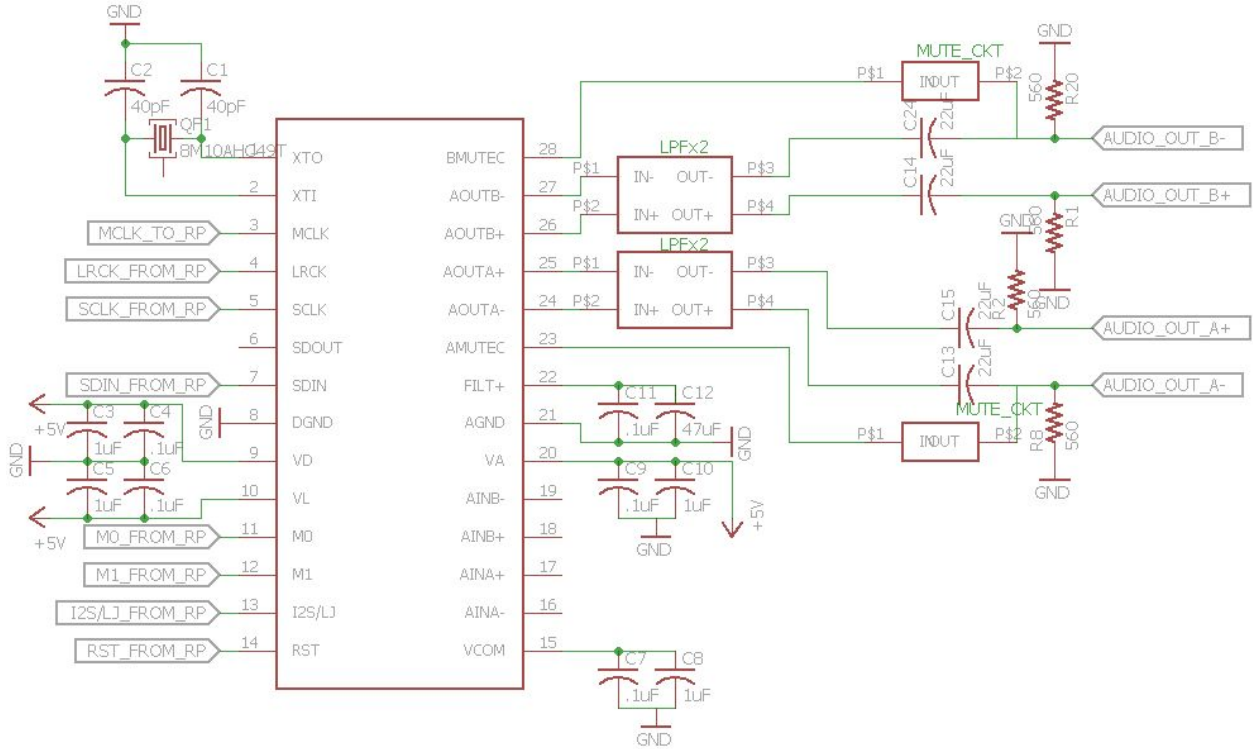 GND
C2
C1
40pF
40pF
QF1
8M10AHC49T
1
XTO
2
XTI
MCLK_TO_RP
3
MCLK
LRCK_FROM_RP
4
LRCK
SCLK_FROM_RP
5
SCLK
6
SDOUT
SDIN_FROM_RP
7
SDIN
GND
8
DGND
+5V
C3
C4
.1uF
.1uF
9
VD
GND
C5
C6
1uF
.1uF
10
VL
+5V
M0_FROM_RP
11
M0
M1_FROM_RP
12
M1
I2S/LJ_FROM_RP
13
I2S/LJ
RST_FROM_RP
14
RST
BMUTEC
28
AOUTB-
27
AOUTB+
26
AOUTA+
25
AOUTA-
24
AMUTEC
23
FILT+
22
AGND
21
VA
20
AINB-
19
AINB+
18
AINA+
17
AINA-
16
VCOM
15
LPFx2
P$1
IN-
OUT-
P$3
P$2
IN+
OUT+
P$4
LPFx2
P$1
IN-
OUT-
P$3
P$2
IN+
OUT+
P$4
MUTE_CKT
P$1
IN
OUT
P$2
GND
560
R20
C24
22uF
AUDIO_OUT_B-
C14
22uF
AUDIO_OUT_B+
GND
560
R1
GND
C15
22uF
R2
560
AUDIO_OUT_A+
C13
22uF
AUDIO_OUT_A-
MUTE_CKT
P$1
IN
OUT
P$2
R8
560
GND
C11
C12
.1uF
47uF
GND
C9
C10
.1uF
1uF
+5V
GND
C7
C8
.1uF
1uF
GND